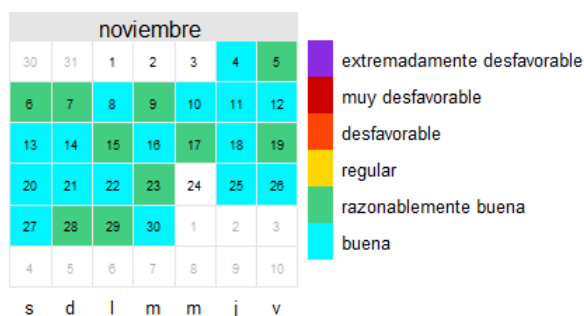 noviembre
30 31 1 2 3 4 5
6 7 8 9 10 11 12
13 14 15 16 17 18 19
20 21 22 23 24 25 26
27 28 29 30 1 2 3
4 5 6 7 8 9 10
s d l m m j v
extremadamente desfavorable
muy desfavorable
desfavorable
regular
razonablemente buena
buena